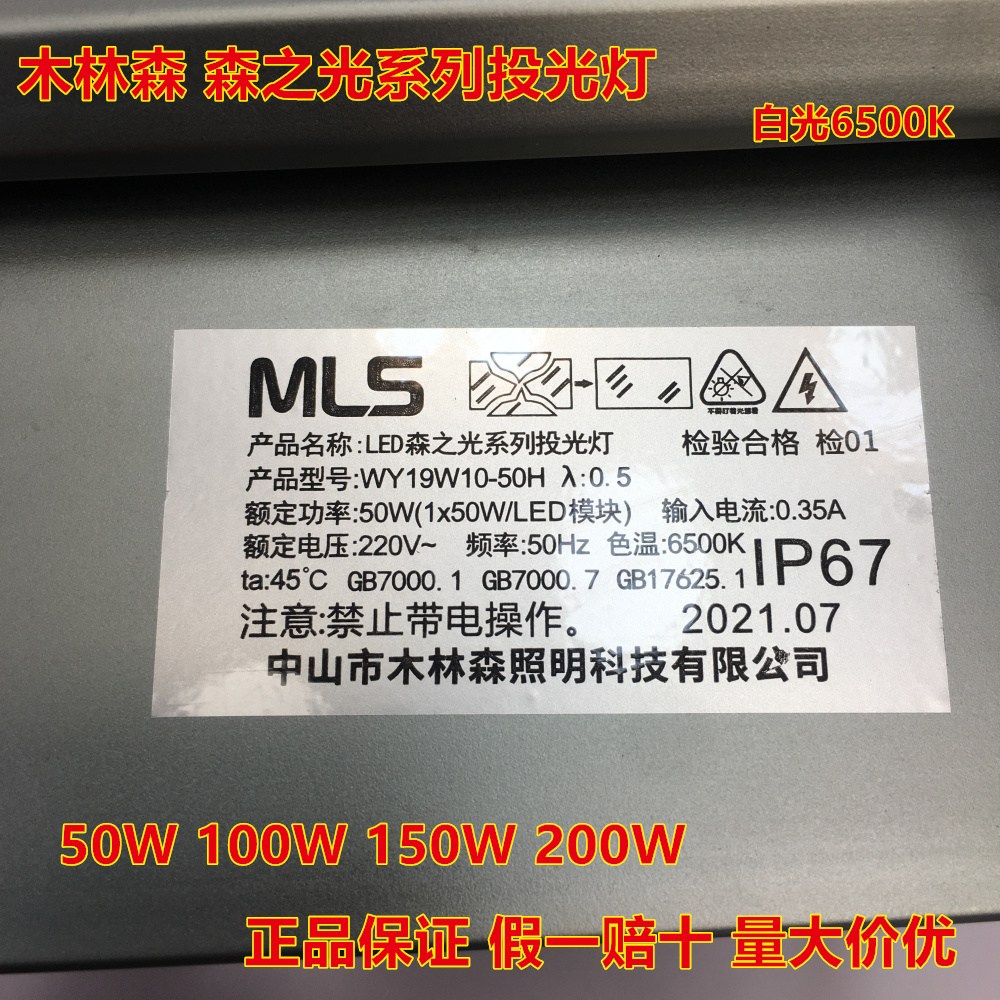 木林森 森之光系列投光灯
白光6500K
MLS
不要盯着光源看
产品名称:LED森之光系列投光灯 检验合格 检01
产品型号:WY19W10-50H λ:0.5
额定功率:50W(1x50W/LED模块) 输入电流:0.35A
额定电压:220V~ 频率:50Hz 色温:6500K
IP67
ta:45℃ GB7000.1 GB7000.7 GB17625.1
注意:禁止带电操作。 2021.07
中山市木林森照明科技有限公司
50W 100W 150W 200W
正品保证 假一赔十 量大价优